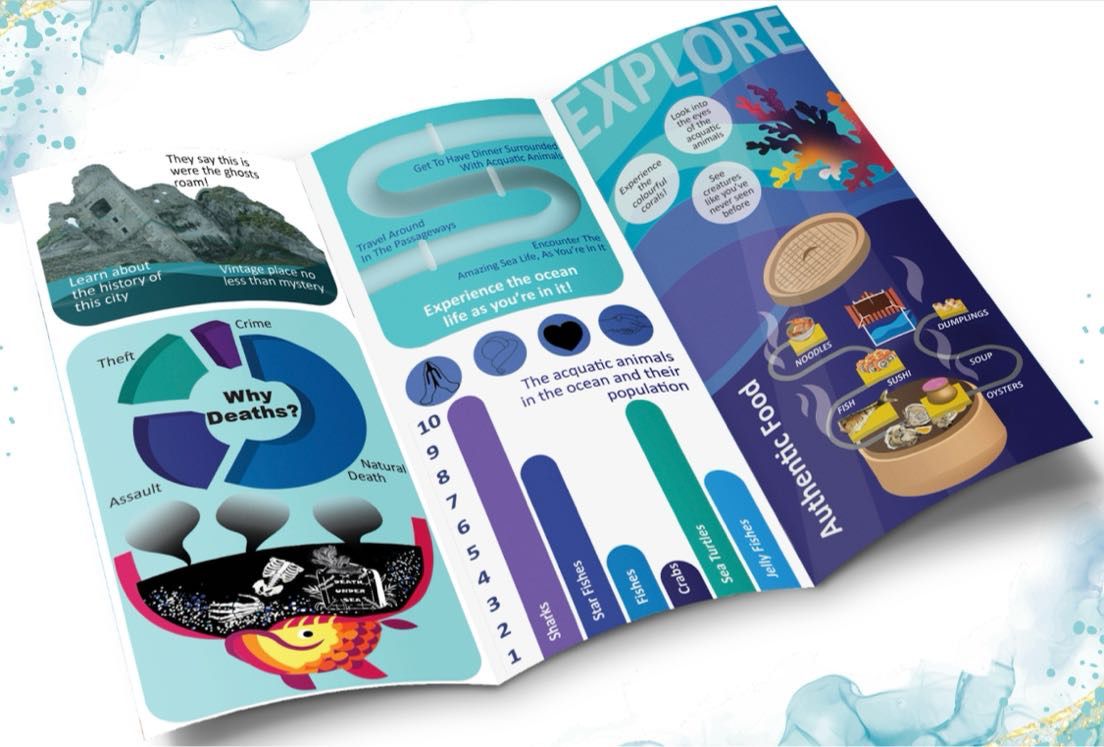 They say this is
were the ghosts
roam!
Learn about
the history of
this city
Vintage place no
less than mystery
Crime
Theft
Why
Deaths?
Assault
Natural
Death
DEATH
UNDER
SEA
Get To Have Dinner Surrounded
With Acquatic Animals
Travel Around
In The Passageways
Encounter The
Amazing Sea Life, As You're in It
Experience the ocean
life as you're in it!
The acquatic animals
in the ocean and their
population
10
9
8
7
6
5
4
3
2
1
Sharks
Star Fishes
Fishes
Crabs
Sea Turtles
Jelly Fishes
EXPLORE
Look into
the eyes
of the
acquatic
animals
Experience
the
colourful
corals!
See
creatures
like you've
never seen
before
Authentic Food
NOODLES
DUMPLINGS
SUSHI
SOUP
FISH
OYSTERS